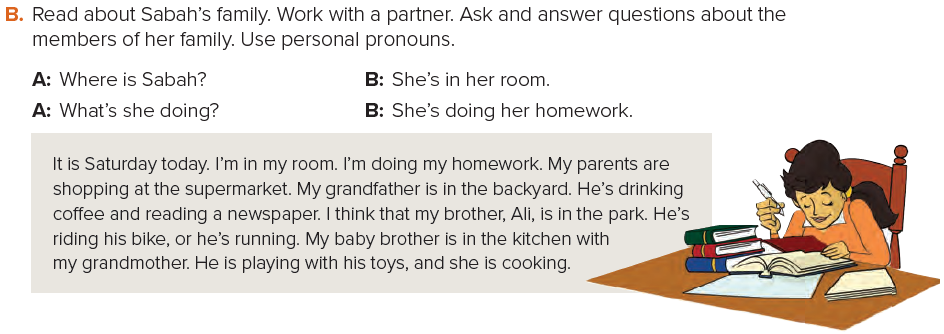 B. Read about Sabah's family. Work with a partner. Ask and answer questions about the
members of her family. Use personal pronouns.
A: Where is Sabah? B: She's in her room.
A: What's she doing? B: She's doing her homework.
It is Saturday today. I'm in my room. I'm doing my homework. My parents are
shopping at the supermarket. My grandfather is in the backyard. He's drinking
coffee and reading a newspaper. I think that my brother, Ali, is in the park. He's
riding his bike, or he's running. My baby brother is in the kitchen with
my grandmother. He is playing with his toys, and she is cooking.